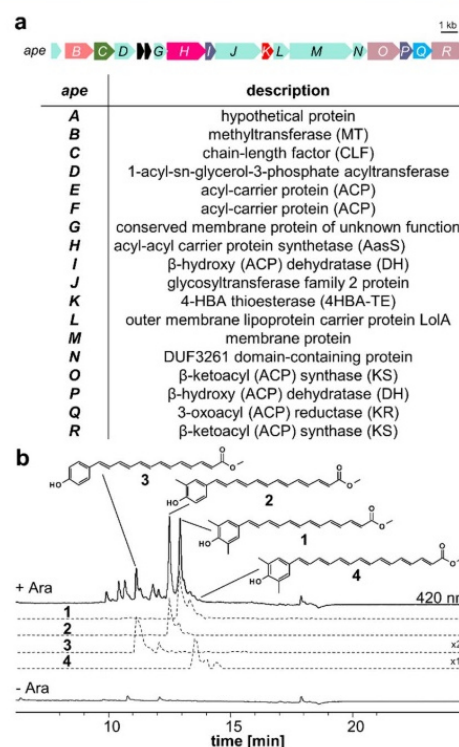 a
1 kb
ape B C D G H I J K L M N O P Q R
ape description
A hypothetical protein
B methyltransferase (MT)
C chain-length factor (CLF)
D 1-acyl-sn-glycerol-3-phosphate acyltransferase
E acyl-carrier protein (ACP)
F acyl-carrier protein (ACP)
G conserved membrane protein of unknown function
H acyl-acyl carrier protein synthetase (AasS)
I β-hydroxy (ACP) dehydratase (DH)
J glycosyltransferase family 2 protein
K 4-HBA thioesterase (4HBA-TE)
L outer membrane lipoprotein carrier protein LolA
M membrane protein
N DUF3261 domain-containing protein
O β-ketoacyl (ACP) synthase (KS)
P β-hydroxy (ACP) dehydratase (DH)
Q 3-oxoacyl (ACP) reductase (KR)
R β-ketoacyl (ACP) synthase (KS)
b
O
O
HO
3
O
O
HO
2
O
O
HO
1
O
O
HO
4
+ Ara
420 nm
1
2
3
x2
4
- Ara
10 15 20
time [min]